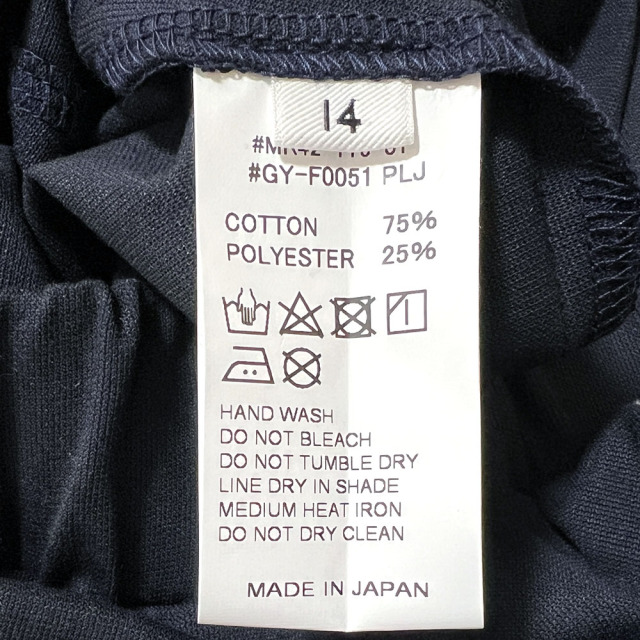 14
#GY-F0051 PLJ
COTTON 75%
POLYESTER 25%
HAND WASH
DO NOT BLEACH
DO NOT TUMBLE DRY
LINE DRY IN SHADE
MEDIUM HEAT IRON
DO NOT DRY CLEAN
MADE IN JAPAN